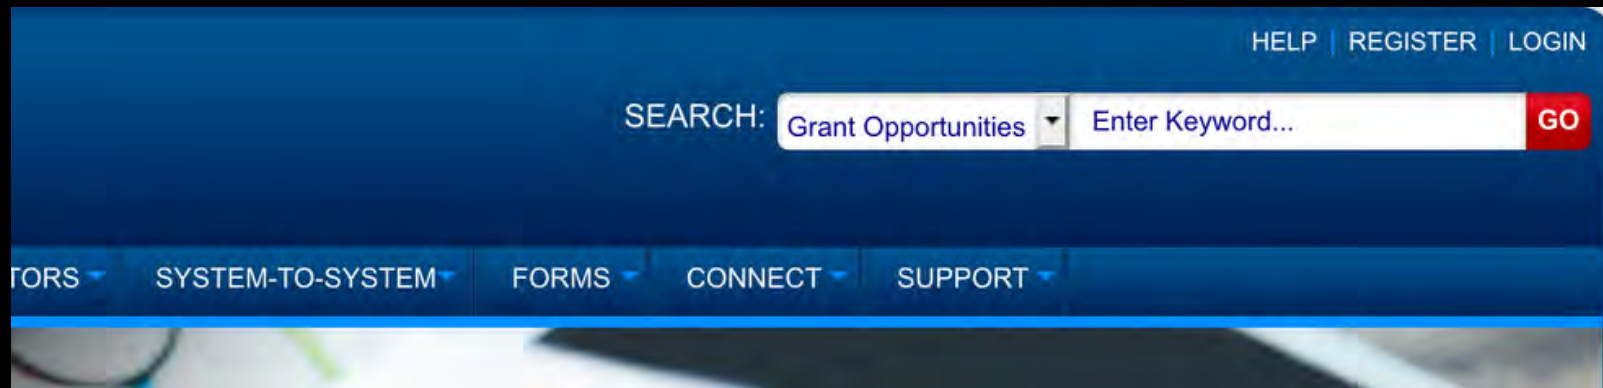 HELP | REGISTER | LOGIN
SEARCH: Grant Opportunities Enter Keyword... GO
TORS SYSTEM-TO-SYSTEM FORMS CONNECT SUPPORT